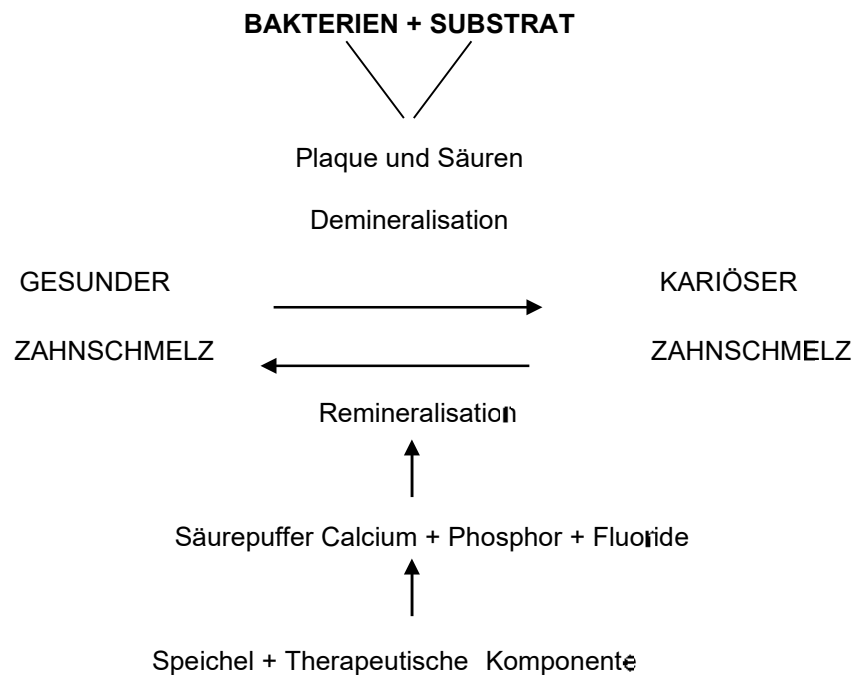 BAKTERIEN + SUBSTRAT
Plaque und Säuren
Demineralisation
GESUNDER KARIÖSER
ZAHNSCHMELZ ZAHNSCHMELZ
Remineralisation
Säurepuffer Calcium + Phosphor + Fluoride
Speichel + Therapeutische Komponente